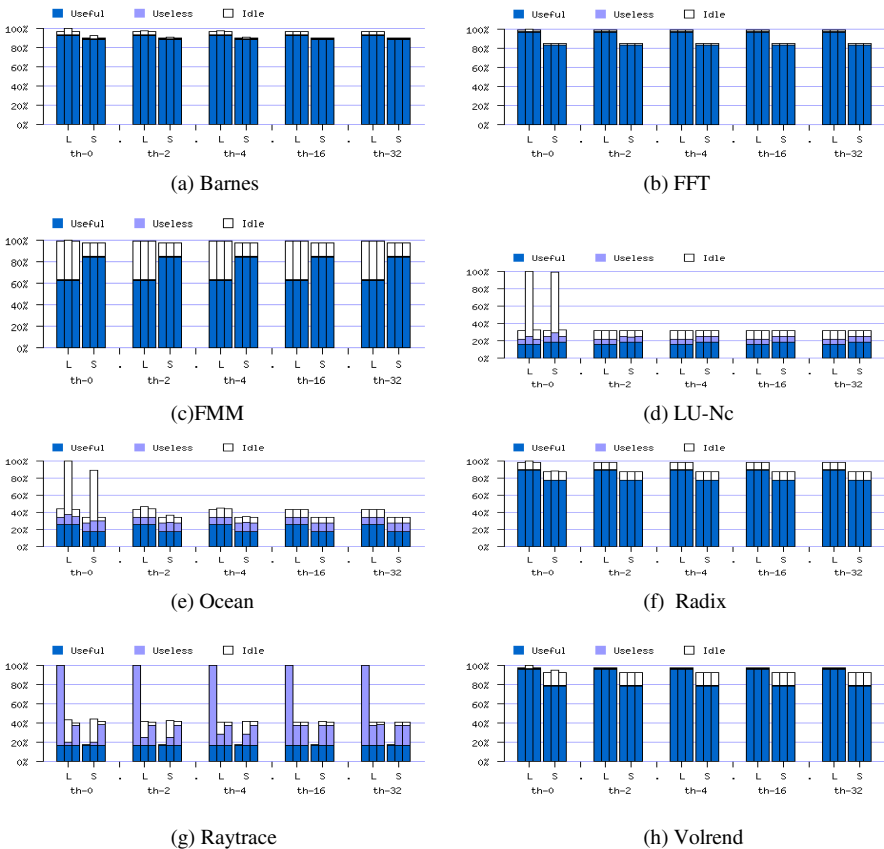 Useful Useless Idle
100%
80%
60%
40%
20%
0%
L S . L S . L S . L S . L S
th-0 th-2 th-4 th-16 th-32
(a) Barnes
Useful Useless Idle
100%
80%
60%
40%
20%
0%
L S . L S . L S . L S . L S
th-0 th-2 th-4 th-16 th-32
(b) FFT
Useful Useless Idle
100%
80%
60%
40%
20%
0%
L S . L S . L S . L S . L S
th-0 th-2 th-4 th-16 th-32
(c)FMM
Useful Useless Idle
100%
80%
60%
40%
20%
0%
L S . L S . L S . L S . L S
th-0 th-2 th-4 th-16 th-32
(d) LU-Nc
Useful Useless Idle
100%
80%
60%
40%
20%
0%
L S . L S . L S . L S . L S
th-0 th-2 th-4 th-16 th-32
(e) Ocean
Useful Useless Idle
100%
80%
60%
40%
20%
0%
L S . L S . L S . L S . L S
th-0 th-2 th-4 th-16 th-32
(f) Radix
Useful Useless Idle
100%
80%
60%
40%
20%
0%
L S . L S . L S . L S . L S
th-0 th-2 th-4 th-16 th-32
(g) Raytrace
Useful Useless Idle
100%
80%
60%
40%
20%
0%
L S . L S . L S . L S . L S
th-0 th-2 th-4 th-16 th-32
(h) Volrend